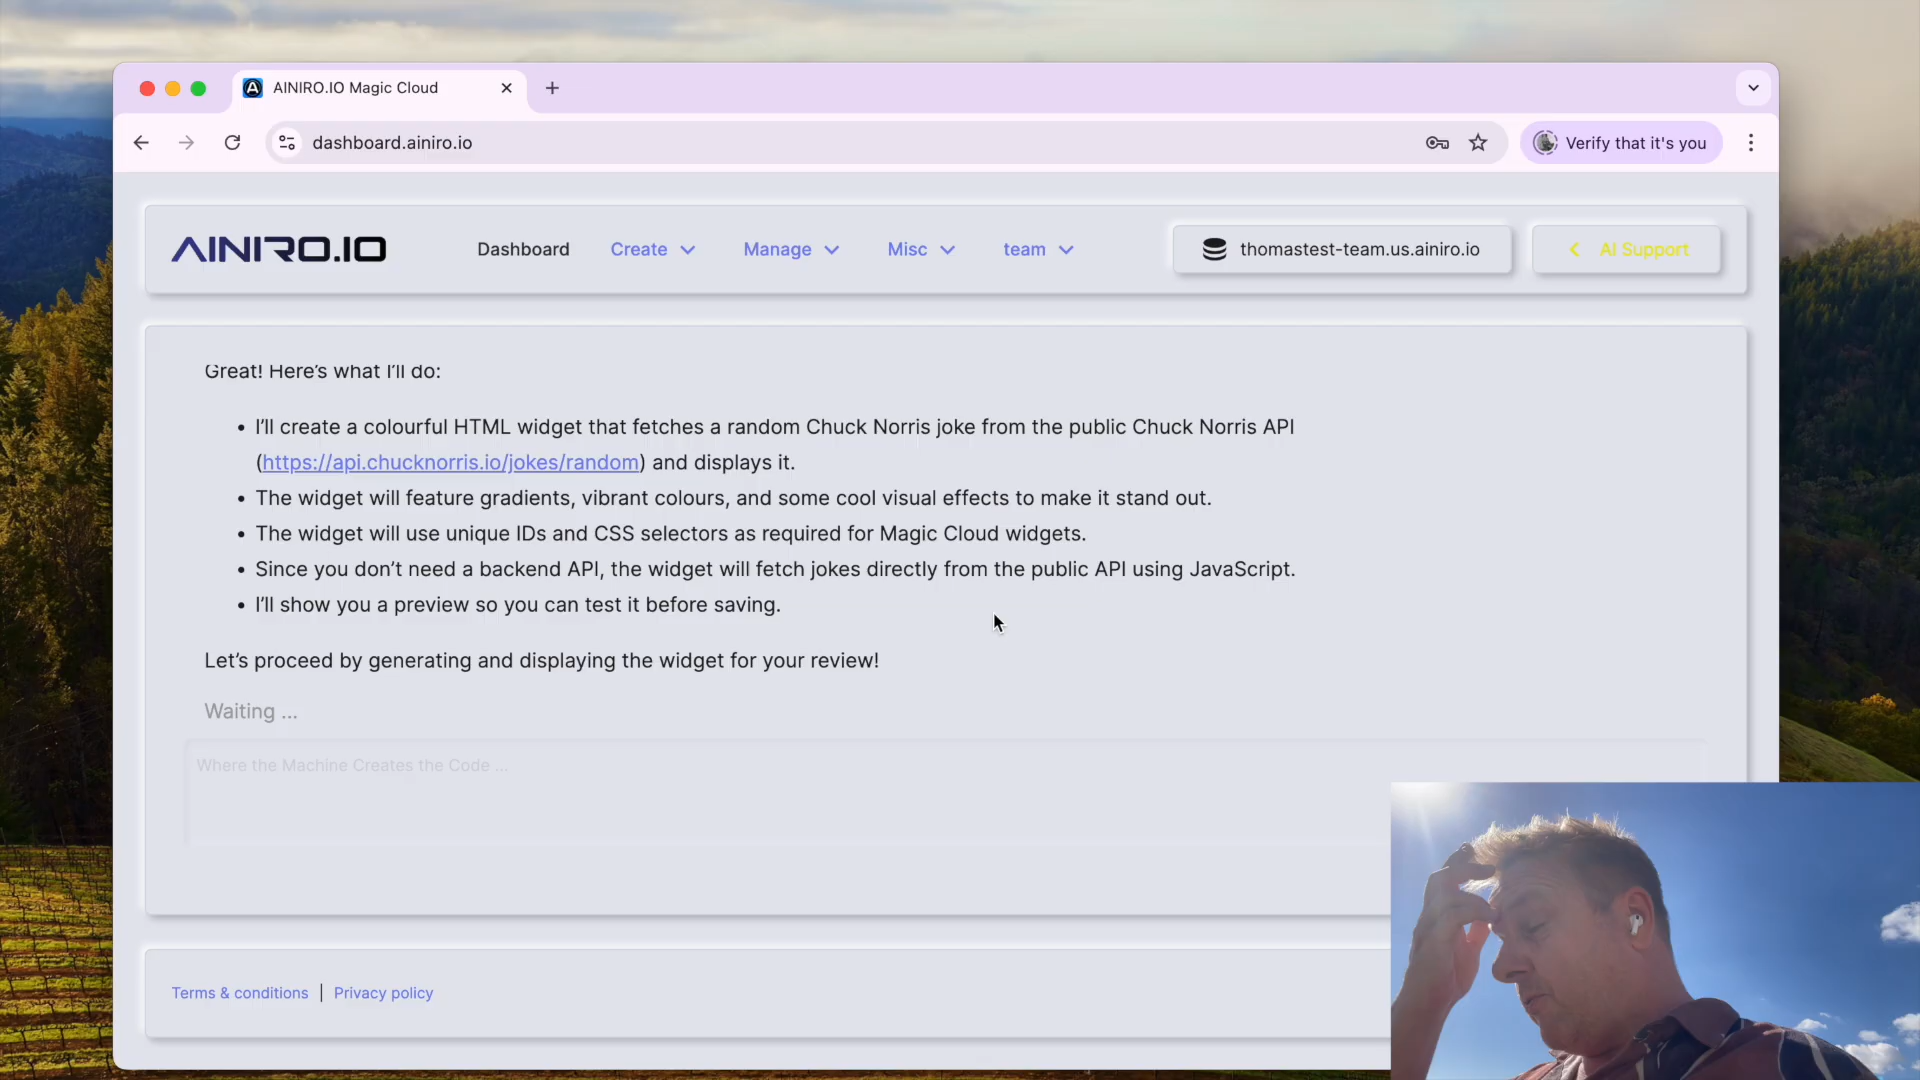 AINIRO.IO Magic Cloud
dashboard.ainiro.io
Verify that it's you
AINIRO.IO
Dashboard
Create
Manage
Misc
team
thomastest-team.us.ainiro.io
AI Support
Great! Here’s what I’ll do:
• I’ll create a colourful HTML widget that fetches a random Chuck Norris joke from the public Chuck Norris API
(https://api.chucknorris.io/jokes/random) and displays it.
• The widget will feature gradients, vibrant colours, and some cool visual effects to make it stand out.
• The widget will use unique IDs and CSS selectors as required for Magic Cloud widgets.
• Since you don’t need a backend API, the widget will fetch jokes directly from the public API using JavaScript.
• I’ll show you a preview so you can test it before saving.
Let’s proceed by generating and displaying the widget for your review!
Waiting ...
Where the Machine Creates the Code ...
Terms & conditions | Privacy policy